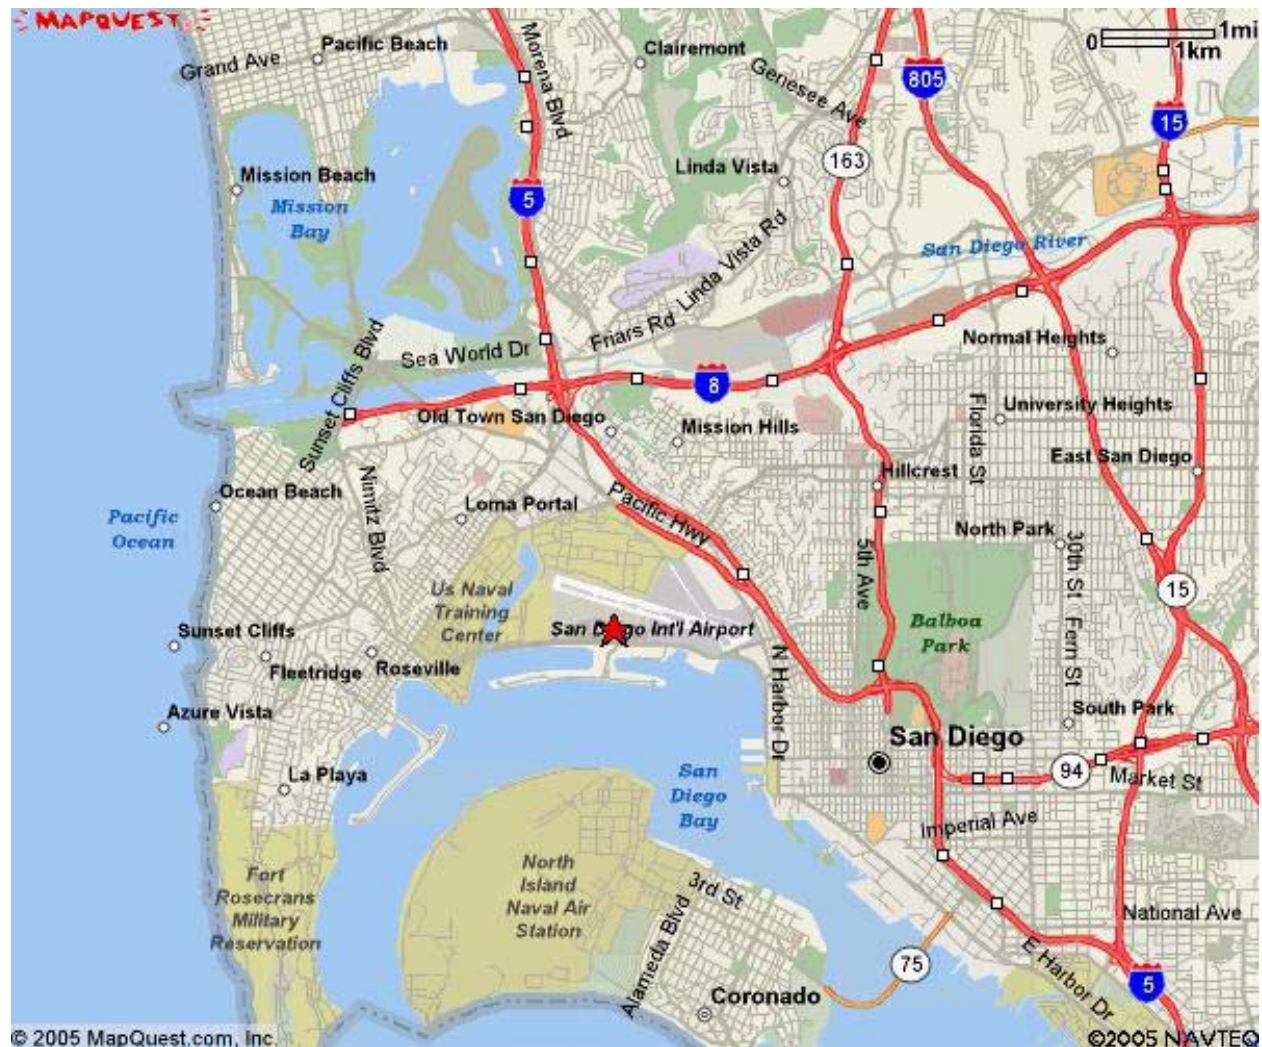 MAPQUEST
0 1mi
1km
Pacific Beach
Grand Ave
Morena Blvd
Clairemont
Genesee Ave
805
15
163
Linda Vista
Mission Beach
Mission
Bay
5
Linda Vista Rd
San Diego River
Friars Rd
Sea World Dr
Sunset Cliffs Blvd
Normal Heights
8
Old Town San Diego
Mission Hills
Florida St
University Heights
East San Diego
Hillcrest
Ocean Beach
Nimitz Blvd
Loma Portal
Pacific Hwy
Pacific
Ocean
North Park
5th Ave
30th St
Fern St
15
Us Naval
Training
Center
San Diego Int'l Airport
Balboa
Park
Sunset Cliffs
Fleetridge
Roseville
N Harbor Dr
Azure Vista
South Park
San Diego
La Playa
San
Diego
Bay
94
Market St
Imperial Ave
Fort
Rosecrans
Military
Reservation
North
Island
Naval Air
Station
3rd St
Alameda Blvd
National Ave
75
E Harbor Dr
Coronado
5
© 2005 MapQuest.com, Inc.
©2005 NAVTEQ